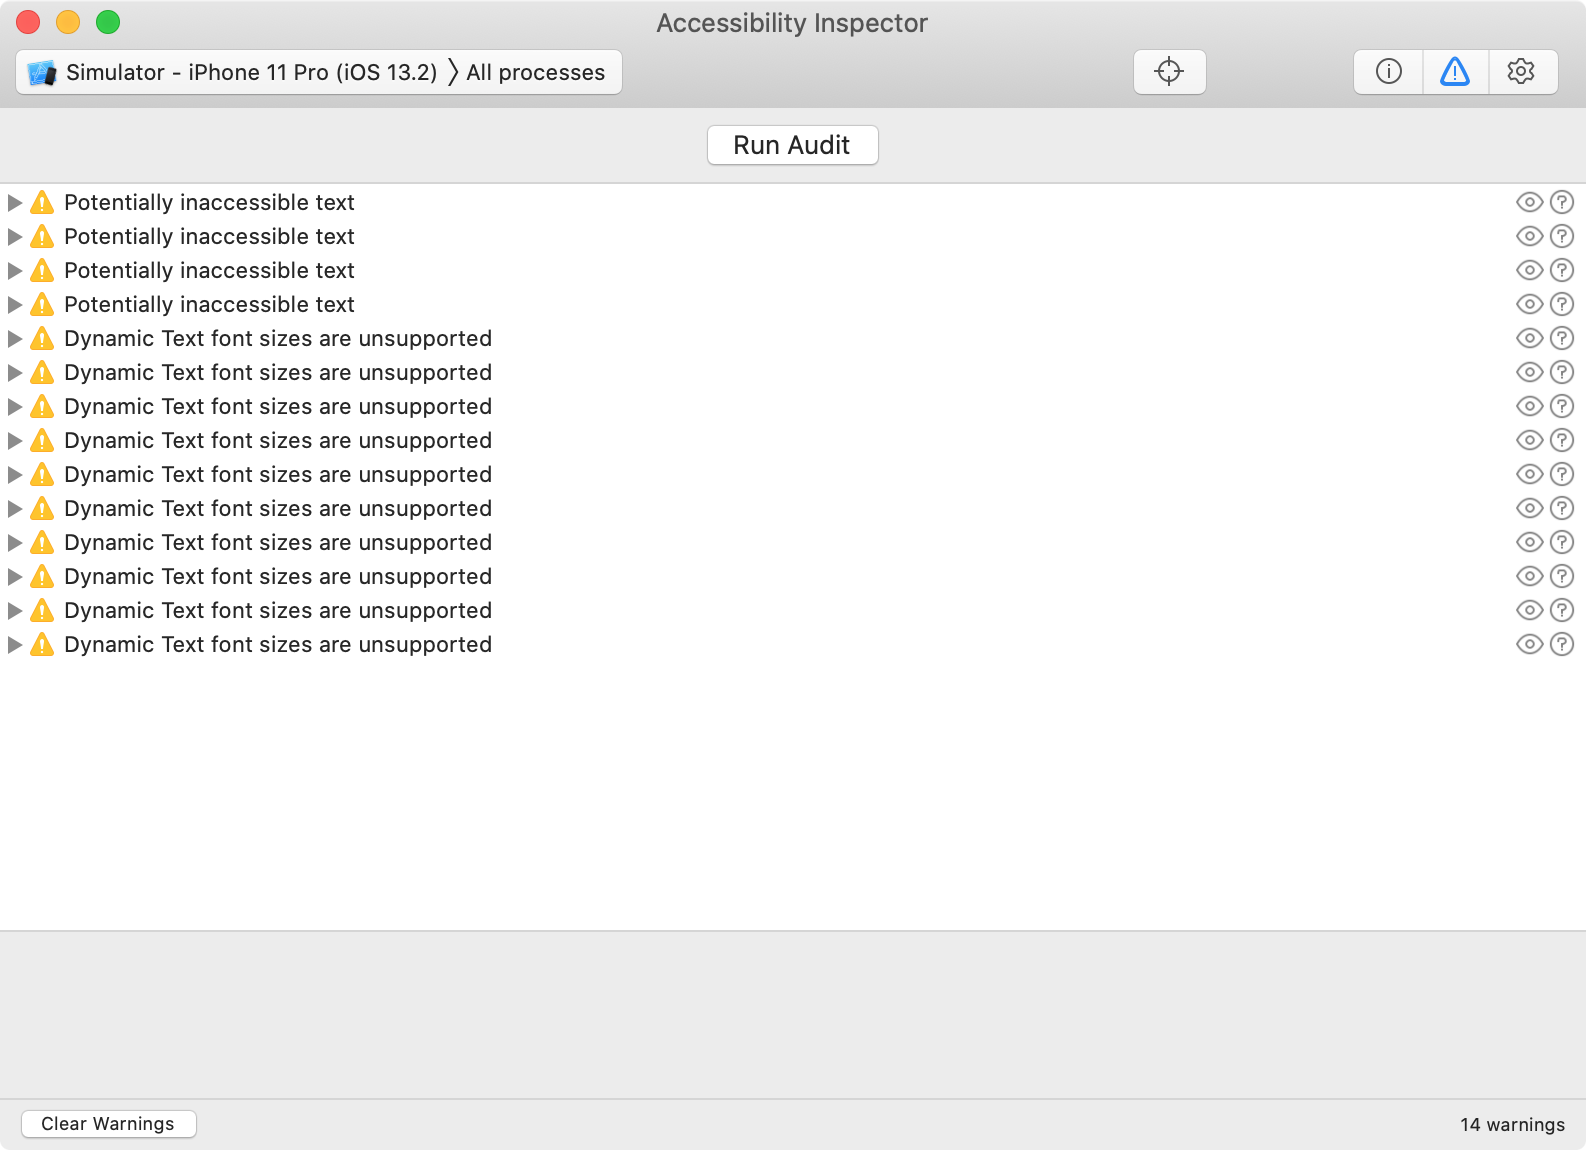 Accessibility Inspector
Simulator - iPhone 11 Pro (iOS 13.2) 〉All processes
Run Audit
Potentially inaccessible text
Potentially inaccessible text
Potentially inaccessible text
Potentially inaccessible text
Dynamic Text font sizes are unsupported
Dynamic Text font sizes are unsupported
Dynamic Text font sizes are unsupported
Dynamic Text font sizes are unsupported
Dynamic Text font sizes are unsupported
Dynamic Text font sizes are unsupported
Dynamic Text font sizes are unsupported
Dynamic Text font sizes are unsupported
Dynamic Text font sizes are unsupported
Dynamic Text font sizes are unsupported
Clear Warnings
14 warnings